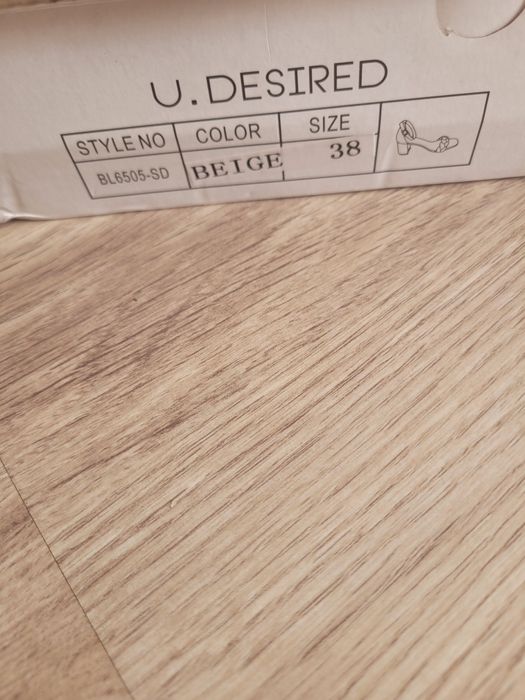 U.DESIRED
STYLE NO COLOR SIZE
BL6505-SD BEIGE 38